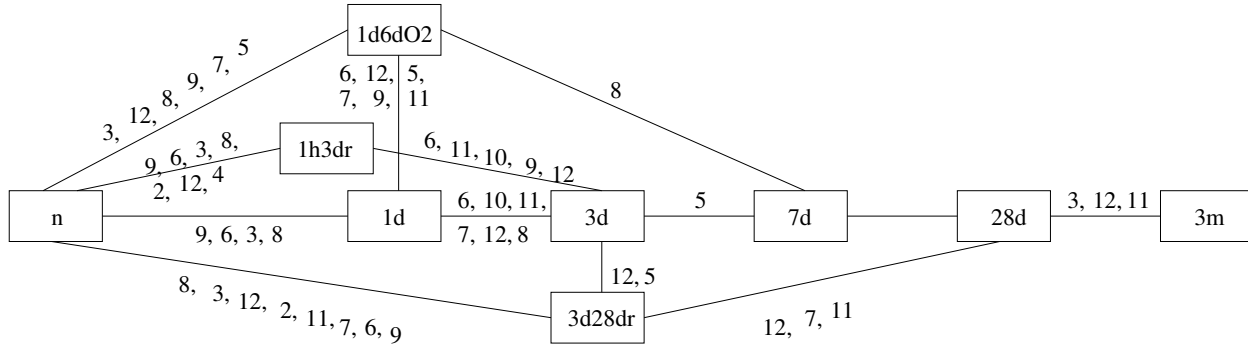 1d6dO2
3, 12, 8, 9, 7, 5
6, 12, 5,
7, 9, 11
8
1h3dr
9, 6, 3, 8,
2, 12, 4
6, 11, 10, 9, 12
n
9, 6, 3, 8
1d
6, 10, 11,
7, 12, 8
3d
5
7d
28d
3, 12, 11
3m
12, 5
8, 3, 12, 2, 11, 7, 6, 9
3d28dr
12, 7, 11